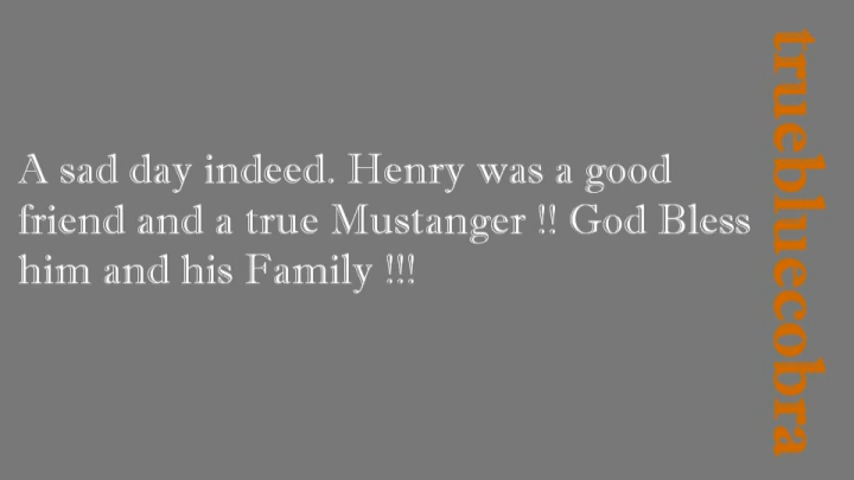 A sad day indeed. Henry was a good
friend and a true Mustanger !! God Bless
him and his Family !!!
truebluecobra